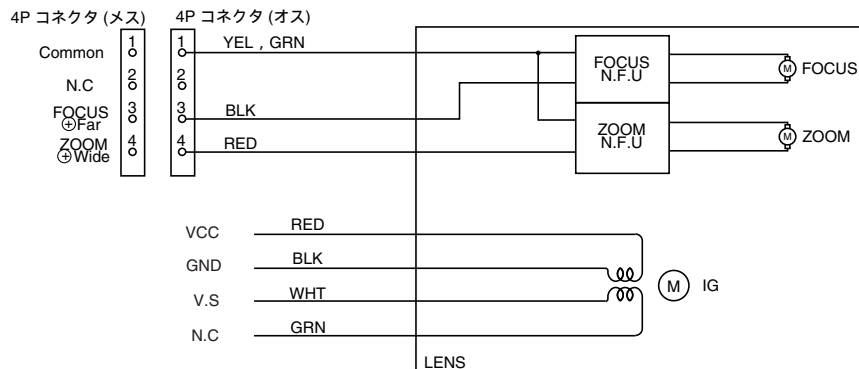 4P コネクタ (メス) 4P コネクタ (オス)
Common 1 1 YEL , GRN
FOCUS N.F.U M FOCUS
N.C 2 2
FOCUS ⊕Far 3 3 BLK
ZOOM N.F.U M ZOOM
ZOOM ⊕Wide 4 4 RED
VCC RED
GND BLK
M IG
V.S WHT
N.C GRN
LENS